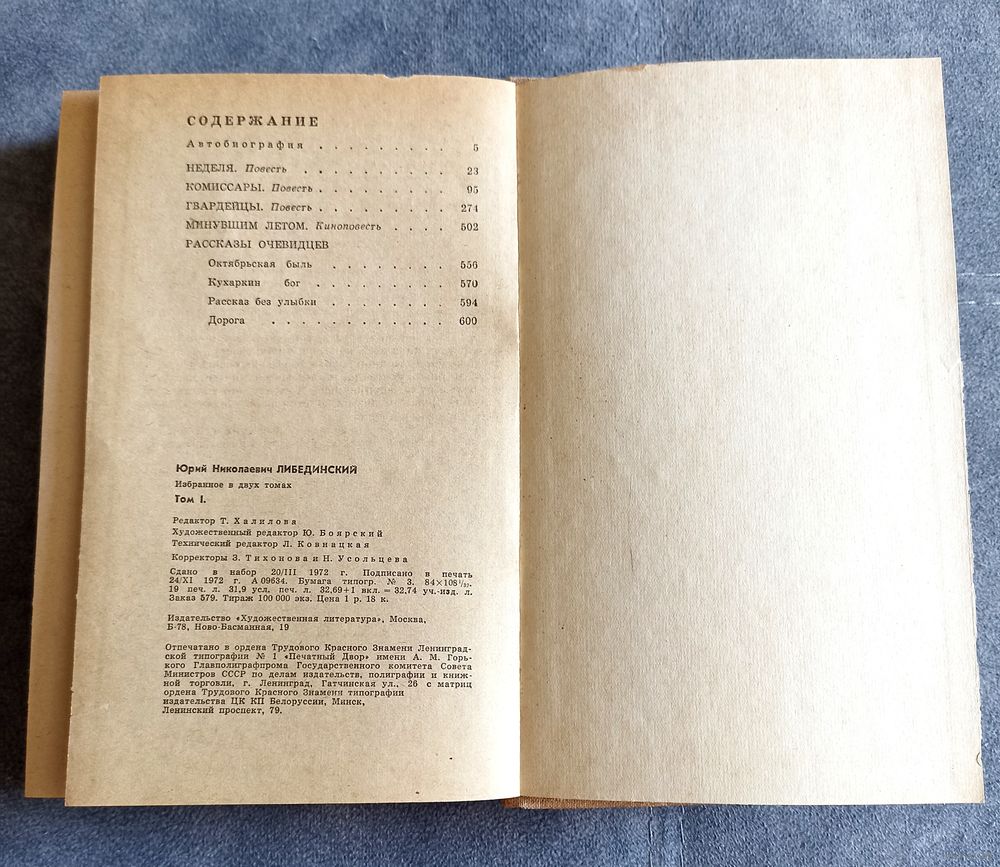 СОДЕРЖАНИЕ
Автобиография . . . . . . . . . 5
НЕДЕЛЯ. Повесть . . . . . . . . . . 23
КОМИССАРЫ. Повесть . . . . . . . . . 95
ГВАРДЕЙЦЫ. Повесть . . . . . . . . . 274
МИНУВШИМ ЛЕТОМ. Киноповесть . . . . 502
РАССКАЗЫ ОЧЕВИДЦЕВ
Октябрьская быль . . . . . . . . 556
Кухаркин бог . . . . . . . . . 570
Рассказ без улыбки . . . . . . . . 594
Дорога . . . . . . . . . . . . 600
Юрий Николаевич ЛИБЕДИНСКИЙ
Избранное в двух томах
Том I.
Редактор Т. Халилова
Художественный редактор Ю. Боярский
Технический редактор Л. Ковнацкая
Корректоры З. Тихонова и Н. Усольцева
Сдано в набор 20/III 1972 г. Подписано в печать
24/XI 1972 г. А 09634. Бумага типогр. № 3. 84×108¹/₃₂.
19 печ. л. 31,9 усл. печ. л. 32,69+1 вкл. = 32,74 уч.-изд. л.
Заказ 579. Тираж 100 000 экз. Цена 1 р. 18 к.
Издательство «Художественная литература», Москва,
Б-78, Ново-Басманная, 19
Отпечатано в ордена Трудового Красного Знамени Ленинград-
ской типографии № 1 «Печатный Двор» имени А. М. Горь-
кого Главполиграфпрома Государственного комитета Совета
Министров СССР по делам издательств, полиграфии и книж-
ной торговли, г. Ленинград, Гатчинская ул., 26 с матриц
ордена Трудового Красного Знамени типографии
издательства ЦК КП Белоруссии, Минск,
Ленинский проспект, 79.